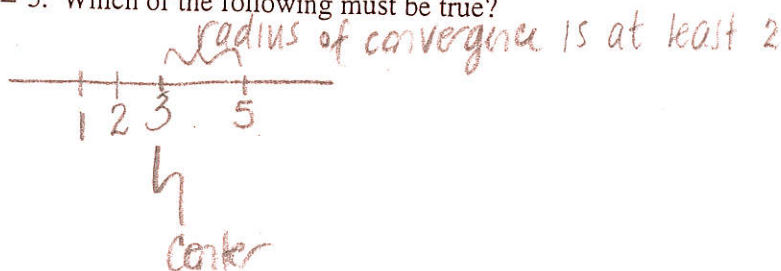 = 5. Which of the following must be true?
radius of convergence is at least 2
1 2 3 5
center